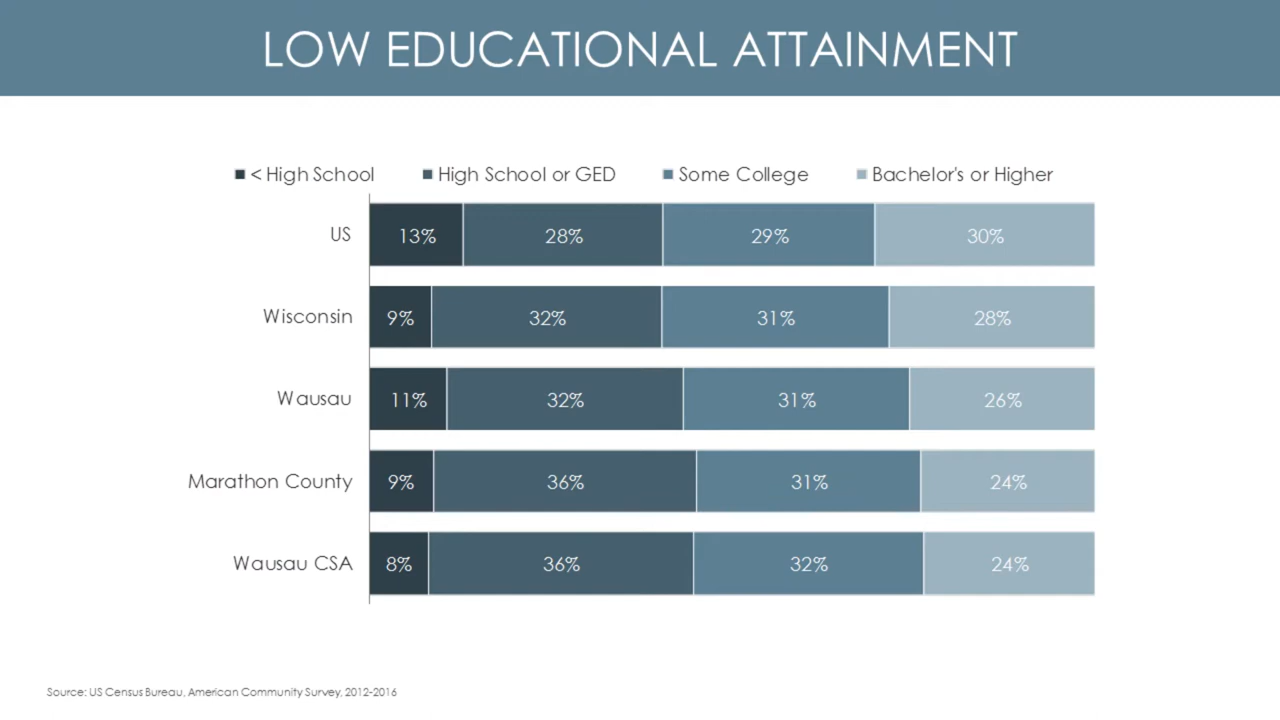 LOW EDUCATIONAL ATTAINMENT
< High School High School or GED Some College Bachelor's or Higher
US 13% 28% 29% 30%
Wisconsin 9% 32% 31% 28%
Wausau 11% 32% 31% 26%
Marathon County 9% 36% 31% 24%
Wausau CSA 8% 36% 32% 24%
Source: US Census Bureau, American Community Survey, 2012-2016